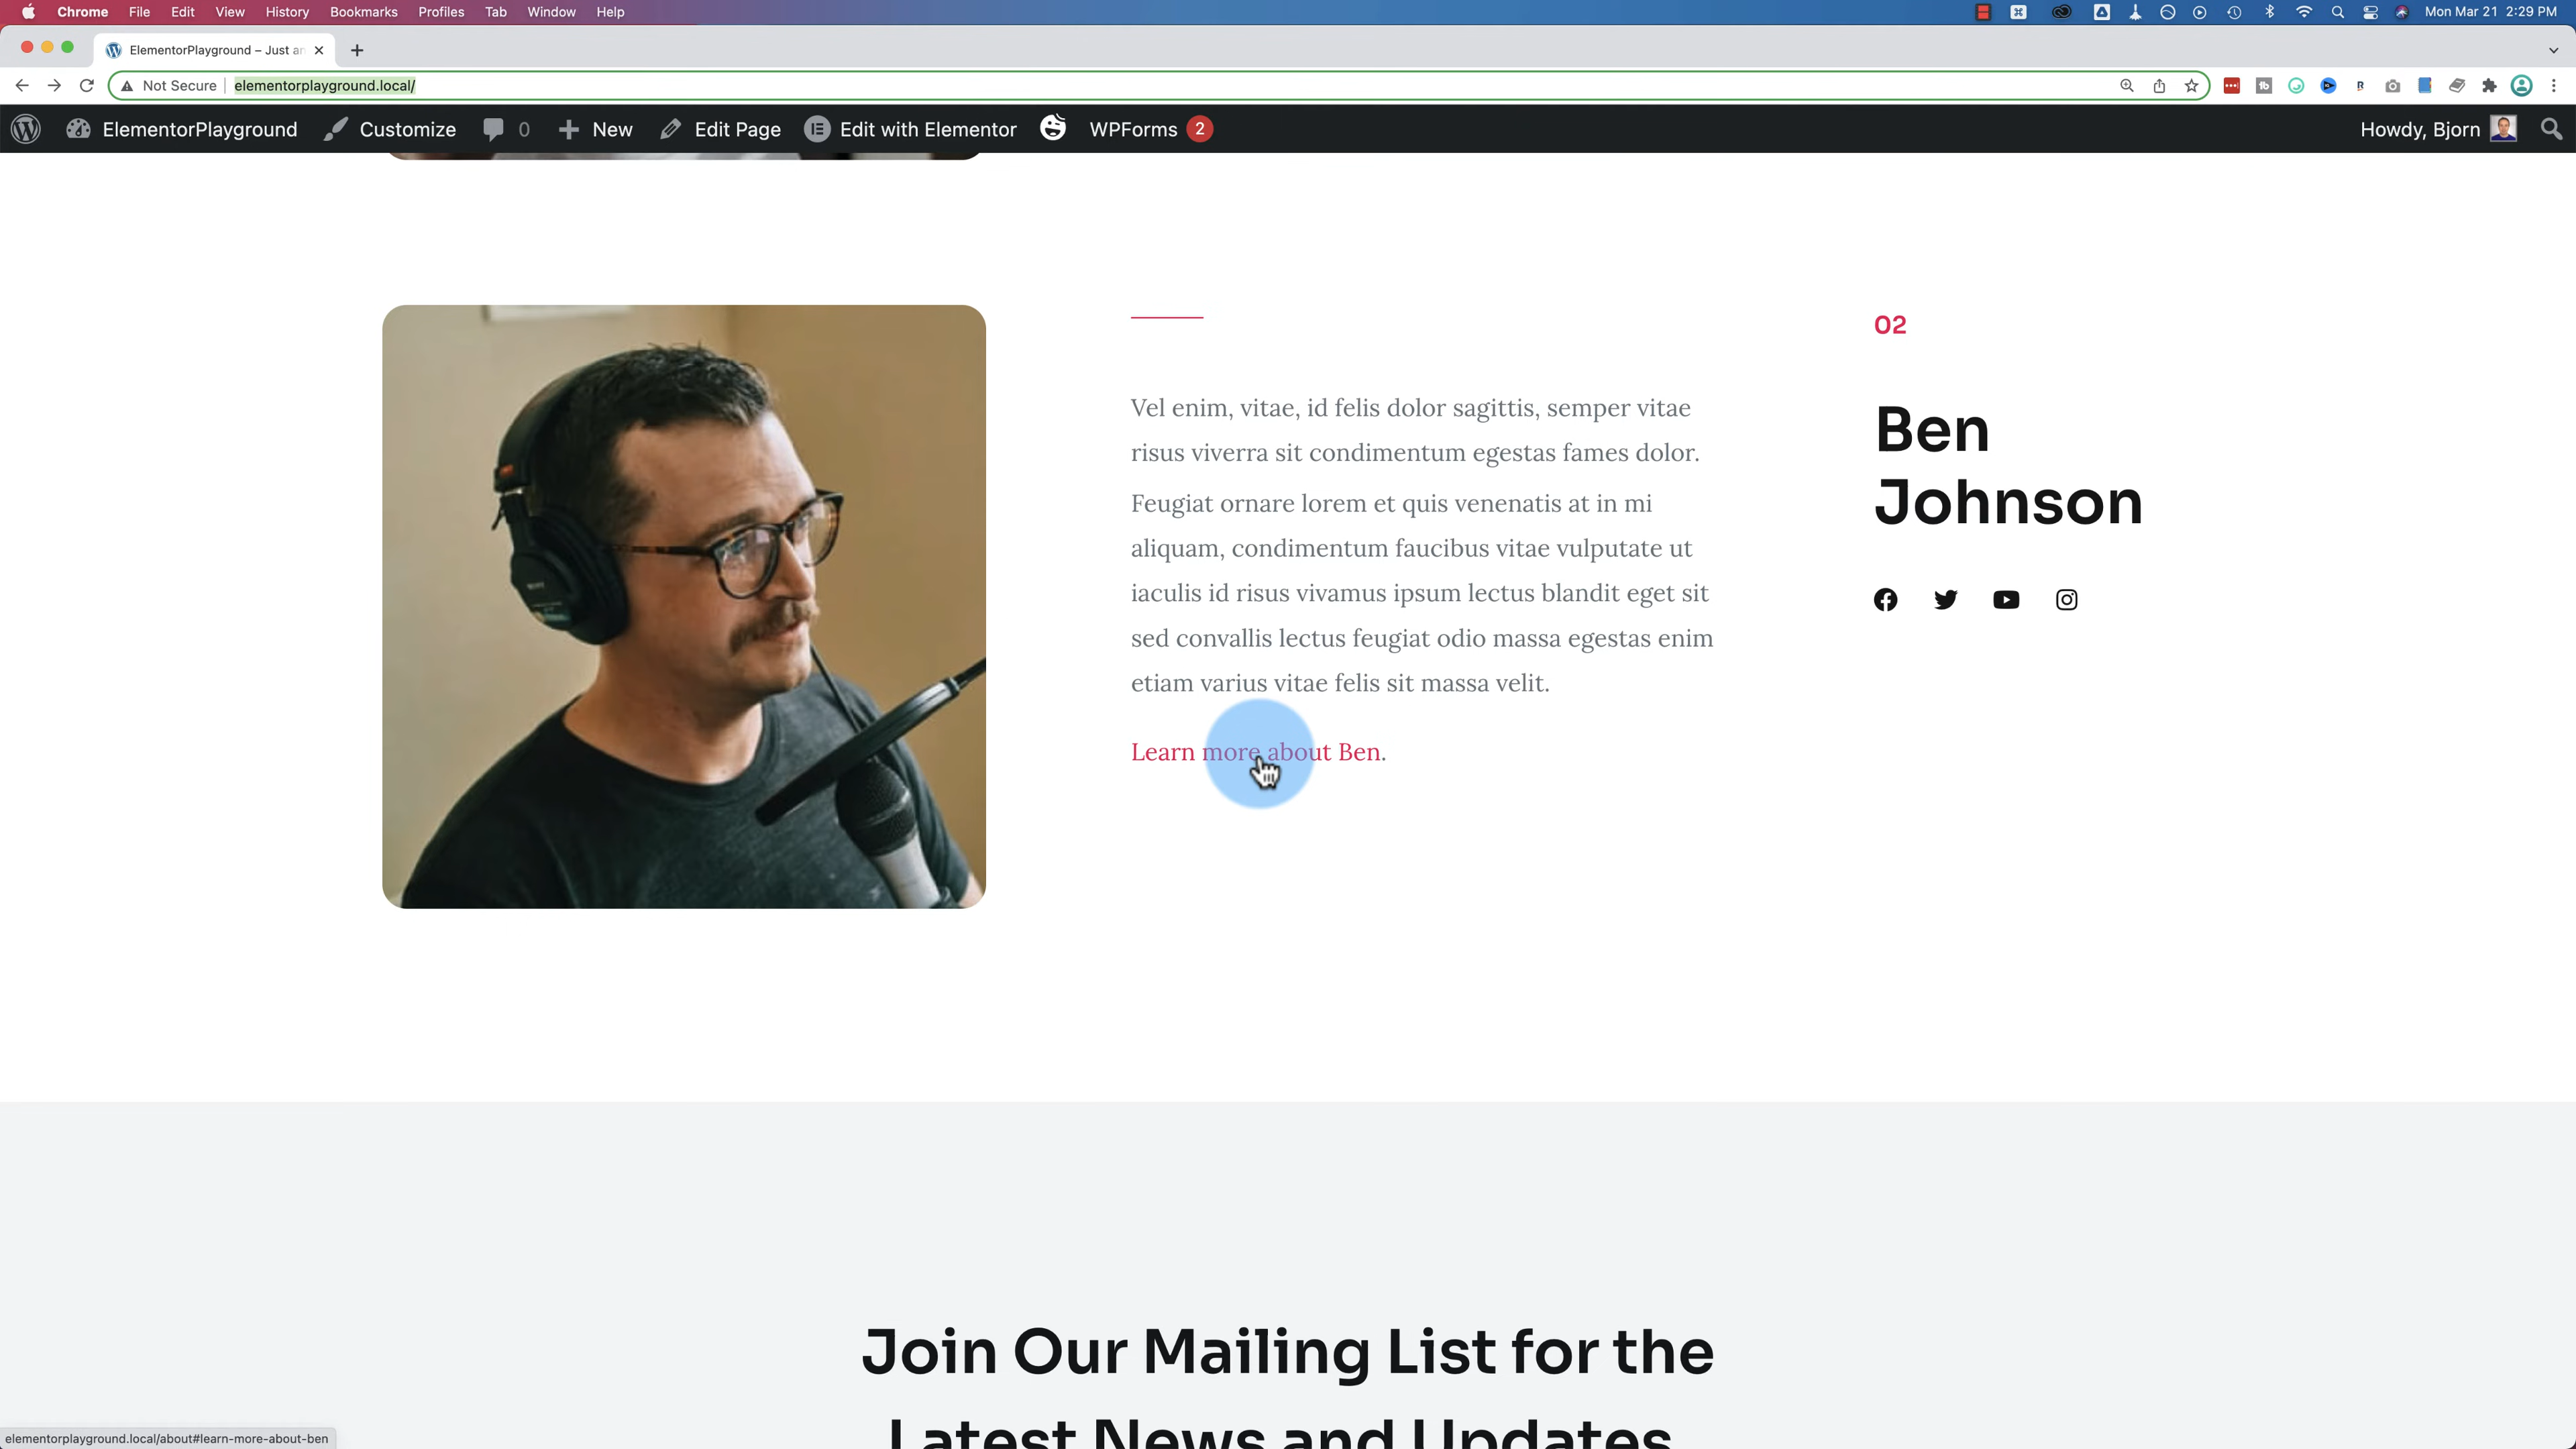 Chrome File Edit View History Bookmarks Profiles Tab Window Help
Mon Mar 21 2:29 PM
ElementorPlayground – Just an
Not Secure elementorplayground.local/
ElementorPlayground Customize 0 New Edit Page Edit with Elementor WPForms 2
Howdy, Bjorn
Vel enim, vitae, id felis dolor sagittis, semper vitae
risus viverra sit condimentum egestas fames dolor.
Feugiat ornare lorem et quis venenatis at in mi
aliquam, condimentum faucibus vitae vulputate ut
iaculis id risus vivamus ipsum lectus blandit eget sit
sed convallis lectus feugiat odio massa egestas enim
etiam varius vitae felis sit massa velit.
Learn more about Ben.
02
Ben
Johnson
Join Our Mailing List for the
Latest News and Updates
elementorplayground.local/about#learn-more-about-ben